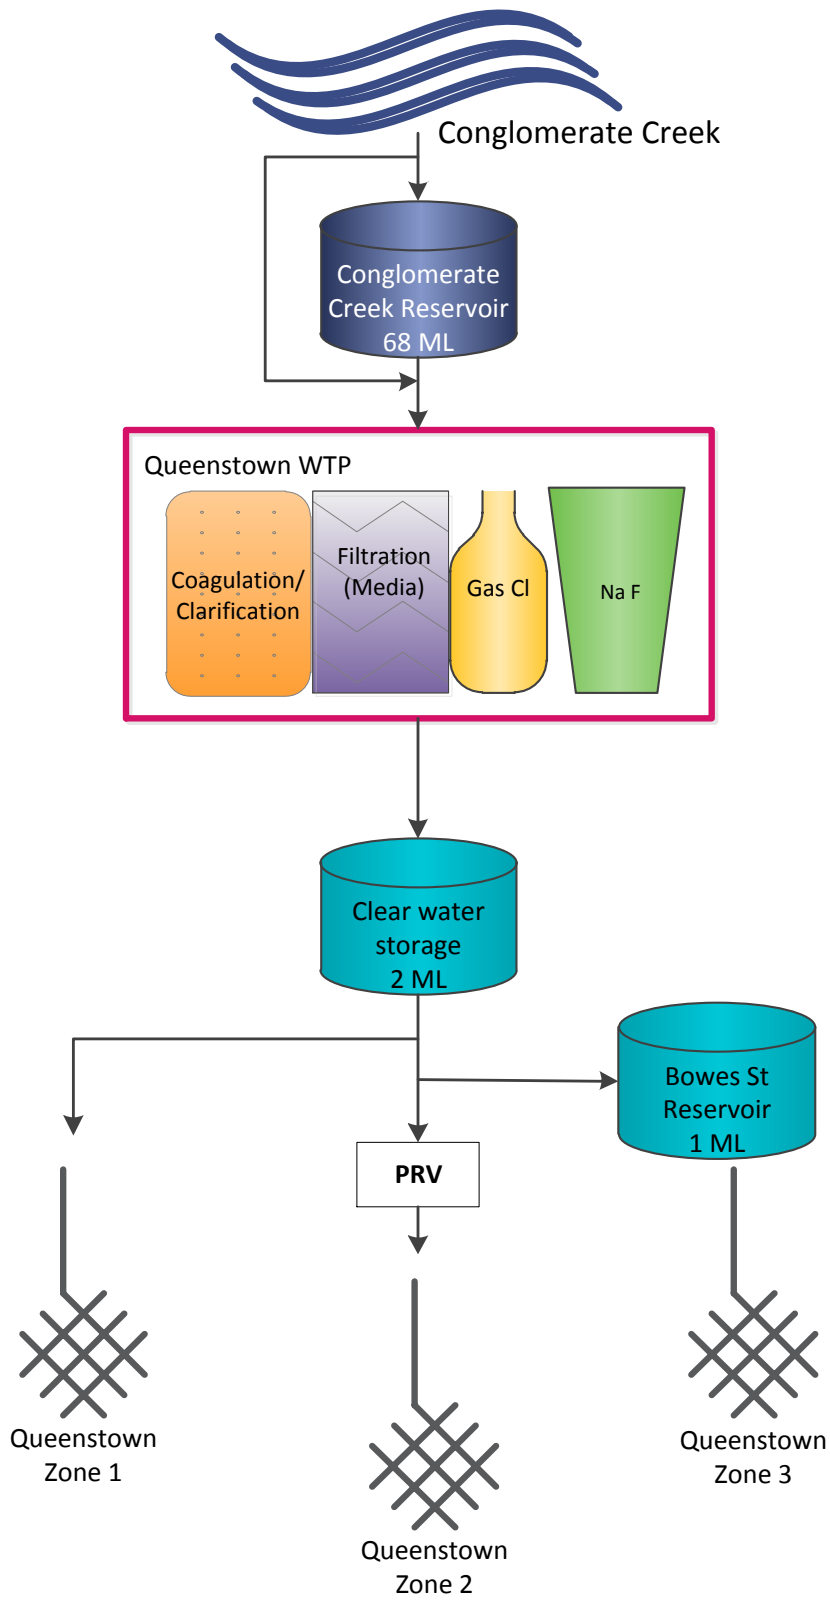 Conglomerate Creek
Conglomerate
Creek Reservoir
68 ML
Queenstown WTP
Coagulation/
Clarification
Filtration
(Media)
Gas Cl
Na F
Clear water
storage
2 ML
Bowes St
Reservoir
1 ML
PRV
Queenstown
Zone 1
Queenstown
Zone 2
Queenstown
Zone 3